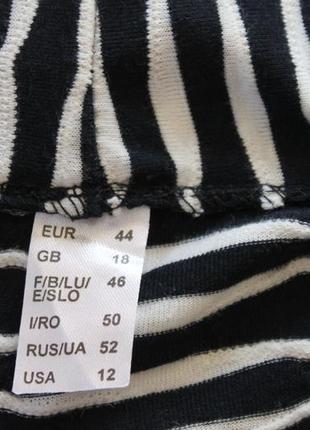 EUR 44
GB 18
F/B/LU/ 46
E/SLO
I/RO 50
RUS/UA 52
USA 12